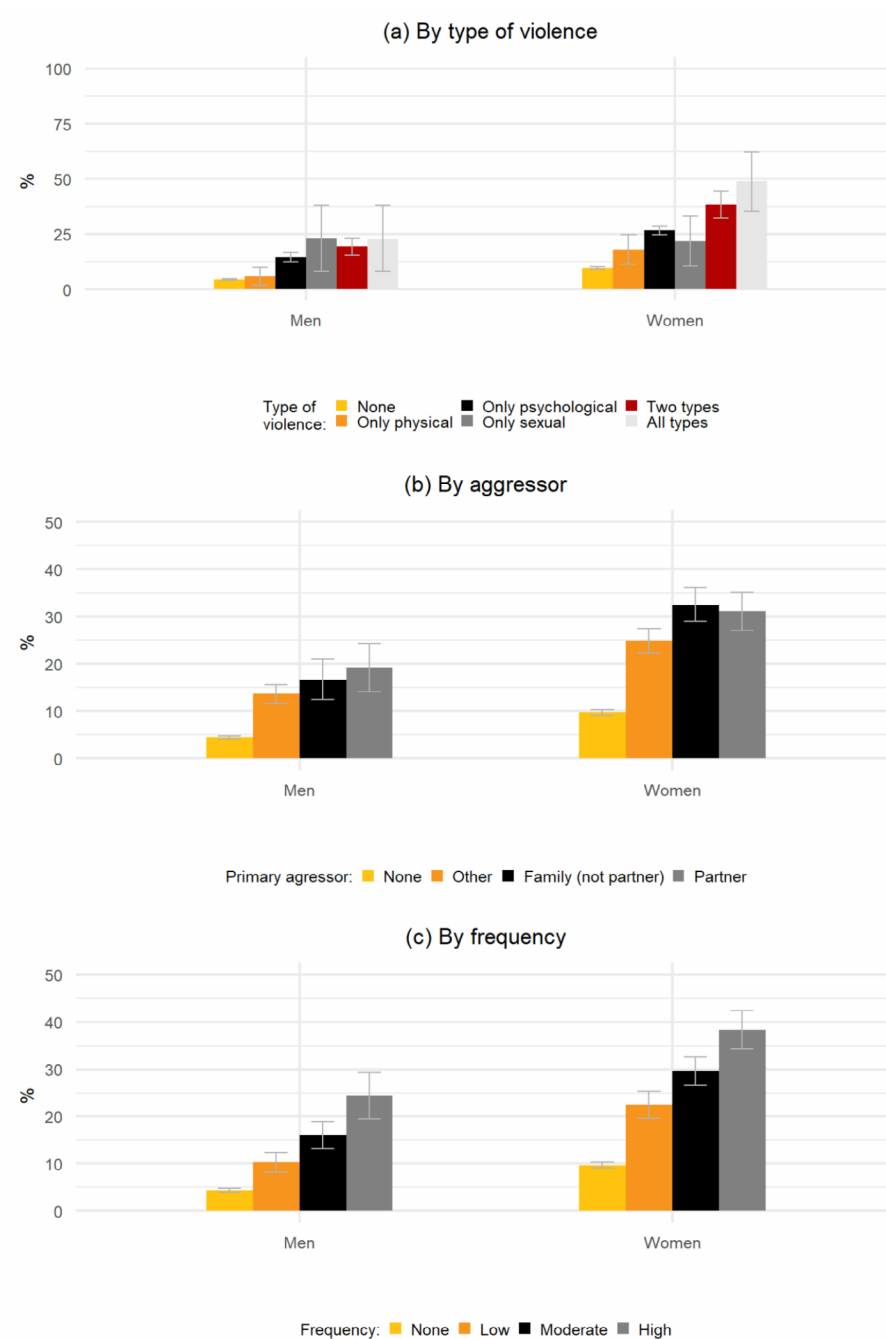 (a) By type of violence
100
75
50
25
0
%
Men Women
Type of violence: None Only psychological Two types
Only physical Only sexual All types
(b) By aggressor
50
40
30
20
10
0
%
Men Women
Primary agressor: None Other Family (not partner) Partner
(c) By frequency
50
40
30
20
10
0
%
Men Women
Frequency: None Low Moderate High